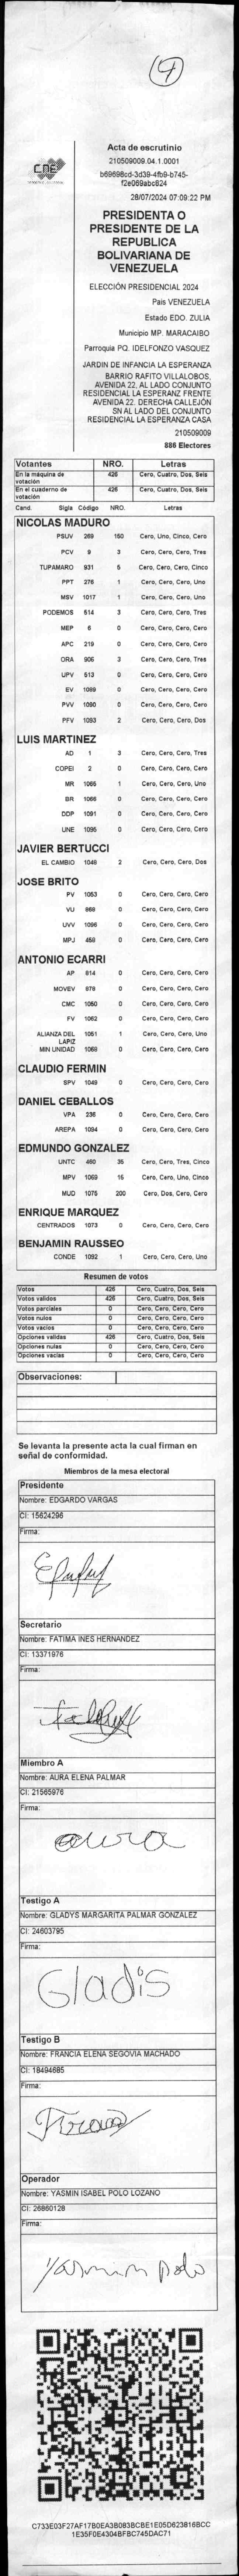 4
CNE
Acta de escrutinio
210509009.04.1.0001
b69698cd-3d39-4fb9-b745-
f2e069abc824
28/07/2024 07:09:22 PM
PRESIDENTA O
PRESIDENTE DE LA
REPUBLICA
BOLIVARIANA DE
VENEZUELA
ELECCIÓN PRESIDENCIAL 2024
País VENEZUELA
Estado EDO. ZULIA
Municipio MP. MARACAIBO
Parroquia PQ. IDELFONZO VASQUEZ
JARDIN DE INFANCIA LA ESPERANZA
BARRIO RAFITO VILLALOBOS.
AVENIDA 22. AL LADO CONJUNTO
RESIDENCIAL LA ESPERANZ FRENTE
AVENIDA 22. DERECHA CALLEJÓN
SN AL LADO DEL CONJUNTO
RESIDENCIAL LA ESPERANZA CASA
210509009
886 Electores
Votantes NRO. Letras
En la máquina de votación 426 Cero, Cuatro, Dos, Seis
En el cuaderno de votación 426 Cero, Cuatro, Dos, Seis
Cand. Sigla Código NRO. Letras
NICOLAS MADURO
PSUV 269 150 Cero, Uno, Cinco, Cero
PCV 9 3 Cero, Cero, Cero, Tres
TUPAMARO 931 5 Cero, Cero, Cero, Cinco
PPT 276 1 Cero, Cero, Cero, Uno
MSV 1017 1 Cero, Cero, Cero, Uno
PODEMOS 514 3 Cero, Cero, Cero, Tres
MEP 6 0 Cero, Cero, Cero, Cero
APC 219 0 Cero, Cero, Cero, Cero
ORA 906 3 Cero, Cero, Cero, Tres
UPV 513 0 Cero, Cero, Cero, Cero
EV 1089 0 Cero, Cero, Cero, Cero
PVV 1090 0 Cero, Cero, Cero, Cero
PFV 1093 2 Cero, Cero, Cero, Dos
LUIS MARTINEZ
AD 1 3 Cero, Cero, Cero, Tres
COPEI 2 0 Cero, Cero, Cero, Cero
MR 1065 1 Cero, Cero, Cero, Uno
BR 1066 0 Cero, Cero, Cero, Cero
DDP 1091 0 Cero, Cero, Cero, Cero
UNE 1095 0 Cero, Cero, Cero, Cero
JAVIER BERTUCCI
EL CAMBIO 1048 2 Cero, Cero, Cero, Dos
JOSE BRITO
PV 1053 0 Cero, Cero, Cero, Cero
VU 868 0 Cero, Cero, Cero, Cero
UVV 1096 0 Cero, Cero, Cero, Cero
MPJ 458 0 Cero, Cero, Cero, Cero
ANTONIO ECARRI
AP 814 0 Cero, Cero, Cero, Cero
MOVEV 878 0 Cero, Cero, Cero, Cero
CMC 1050 0 Cero, Cero, Cero, Cero
FV 1062 0 Cero, Cero, Cero, Cero
ALIANZA DEL LAPIZ 1051 1 Cero, Cero, Cero, Uno
MIN UNIDAD 1068 0 Cero, Cero, Cero, Cero
CLAUDIO FERMIN
SPV 1049 0 Cero, Cero, Cero, Cero
DANIEL CEBALLOS
VPA 236 0 Cero, Cero, Cero, Cero
AREPA 1094 0 Cero, Cero, Cero, Cero
EDMUNDO GONZALEZ
UNTC 460 35 Cero, Cero, Tres, Cinco
MPV 1069 15 Cero, Cero, Uno, Cinco
MUD 1075 200 Cero, Dos, Cero, Cero
ENRIQUE MARQUEZ
CENTRADOS 1073 0 Cero, Cero, Cero, Cero
BENJAMIN RAUSSEO
CONDE 1092 1 Cero, Cero, Cero, Uno
Resumen de votos
Votos 426 Cero, Cuatro, Dos, Seis
Votos validos 426 Cero, Cuatro, Dos, Seis
Votos parciales 0 Cero, Cero, Cero, Cero
Votos nulos 0 Cero, Cero, Cero, Cero
Votos vacios 0 Cero, Cero, Cero, Cero
Opciones validas 426 Cero, Cuatro, Dos, Seis
Opciones nulas 0 Cero, Cero, Cero, Cero
Opciones vacias 0 Cero, Cero, Cero, Cero
Observaciones:
Se levanta la presente acta la cual firman en
señal de conformidad.
Miembros de la mesa electoral
Presidente
Nombre: EDGARDO VARGAS
CI: 15624296
Firma:
Secretario
Nombre: FATIMA INES HERNANDEZ
CI: 13371976
Firma:
Miembro A
Nombre: AURA ELENA PALMAR
CI: 21565976
Firma:
aura
Testigo A
Nombre: GLADYS MARGARITA PALMAR GONZALEZ
CI: 24603795
Firma:
Gladis
Testigo B
Nombre: FRANCIA ELENA SEGOVIA MACHADO
CI: 18494685
Firma:
Operador
Nombre: YASMIN ISABEL POLO LOZANO
CI: 26860128
Firma:
Yasmin polo
C733E03F27AF17B0EA3B083BCBE1E05D623816BCC
1E35F0E4304BFBC745DAC71